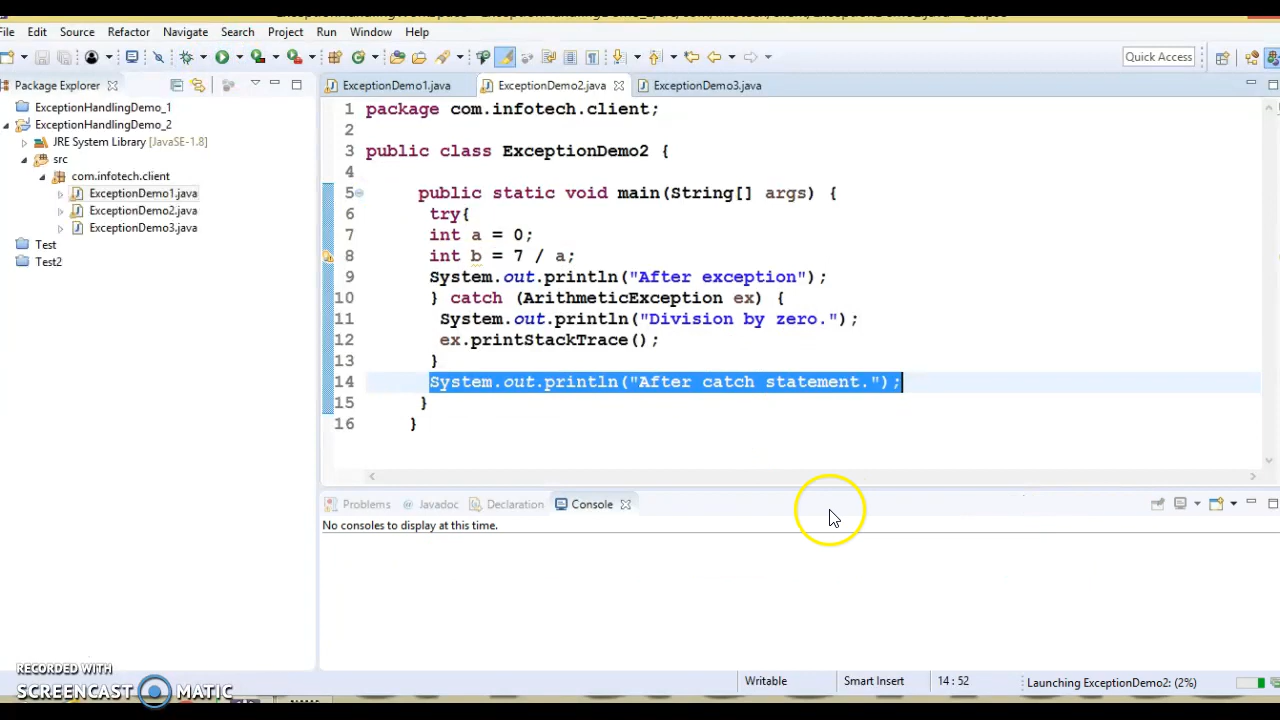 File Edit Source Refactor Navigate Search Project Run Window Help
Quick Access
Package Explorer
ExceptionHandlingDemo_1
ExceptionHandlingDemo_2
JRE System Library [JavaSE-1.8]
src
com.infotech.client
ExceptionDemo1.java
ExceptionDemo2.java
ExceptionDemo3.java
Test
Test2
ExceptionDemo1.java ExceptionDemo2.java ExceptionDemo3.java
1 package com.infotech.client;
2
3 public class ExceptionDemo2 {
4
5 public static void main(String[] args) {
6 try{
7 int a = 0;
8 int b = 7 / a;
9 System.out.println("After exception");
10 } catch (ArithmeticException ex) {
11 System.out.println("Division by zero.");
12 ex.printStackTrace();
13 }
14 System.out.println("After catch statement.");
15 }
16 }
Problems @ Javadoc Declaration Console
No consoles to display at this time.
RECORDED WITH
SCREENCAST MATIC
Writable Smart Insert 14 : 52 Launching ExceptionDemo2: (2%)